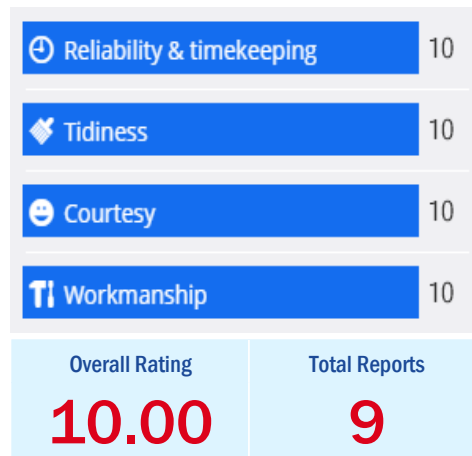 Reliability & timekeeping 10
Tidiness 10
Courtesy 10
Workmanship 10
Overall Rating Total Reports
10.00 9